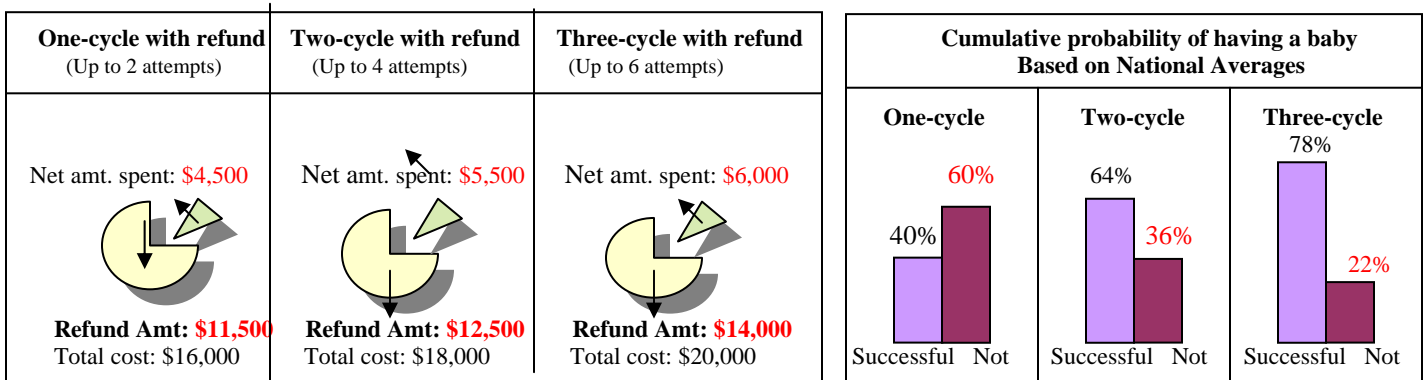 One-cycle with refund
(Up to 2 attempts)
Net amt. spent: $4,500
Refund Amt: $11,500
Total cost: $16,000
Two-cycle with refund
(Up to 4 attempts)
Net amt. spent: $5,500
Refund Amt: $12,500
Total cost: $18,000
Three-cycle with refund
(Up to 6 attempts)
Net amt. spent: $6,000
Refund Amt: $14,000
Total cost: $20,000
Cumulative probability of having a baby
Based on National Averages
One-cycle
40%
60%
Successful Not
Two-cycle
64%
36%
Successful Not
Three-cycle
78%
22%
Successful Not